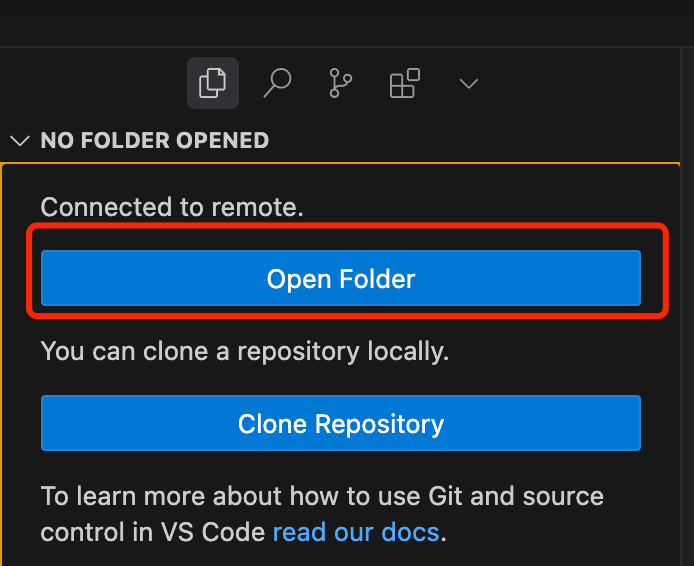 NO FOLDER OPENED
Connected to remote.
Open Folder
You can clone a repository locally.
Clone Repository
To learn more about how to use Git and source
control in VS Code read our docs.